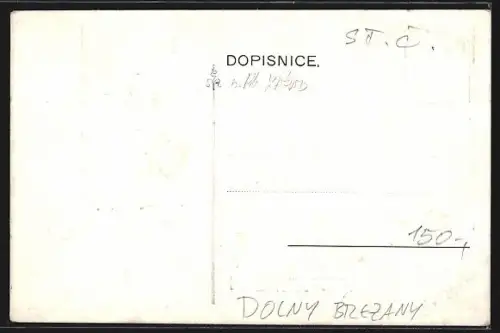 ST. Č.
DOPISNICE.
150,-
DOLNY BREZANY